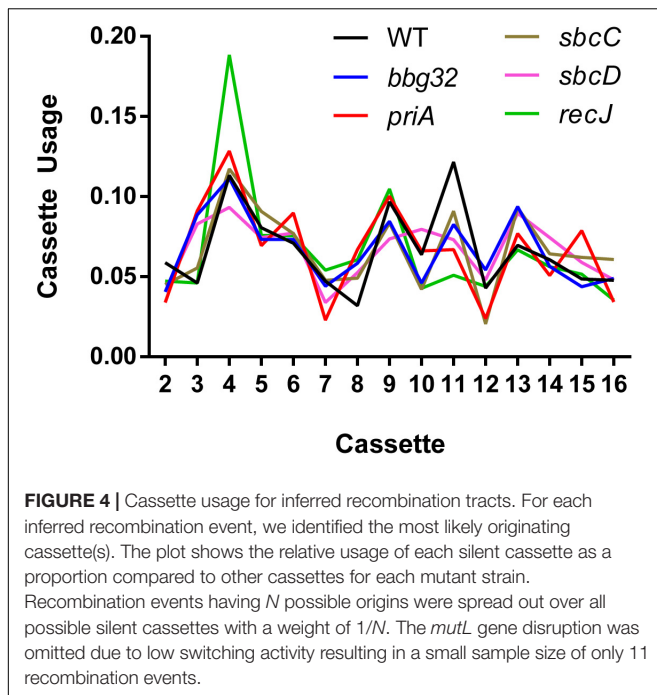 0.20
0.15
0.10
0.05
0.00
Cassette Usage
WT
bbg32
priA
sbcC
sbcD
recJ
2 3 4 5 6 7 8 9 10 11 12 13 14 15 16
Cassette
FIGURE 4 | Cassette usage for inferred recombination tracts. For each
inferred recombination event, we identified the most likely originating
cassette(s). The plot shows the relative usage of each silent cassette as a
proportion compared to other cassettes for each mutant strain.
Recombination events having N possible origins were spread out over all
possible silent cassettes with a weight of 1/N. The mutL gene disruption was
omitted due to low switching activity resulting in a small sample size of only 11
recombination events.